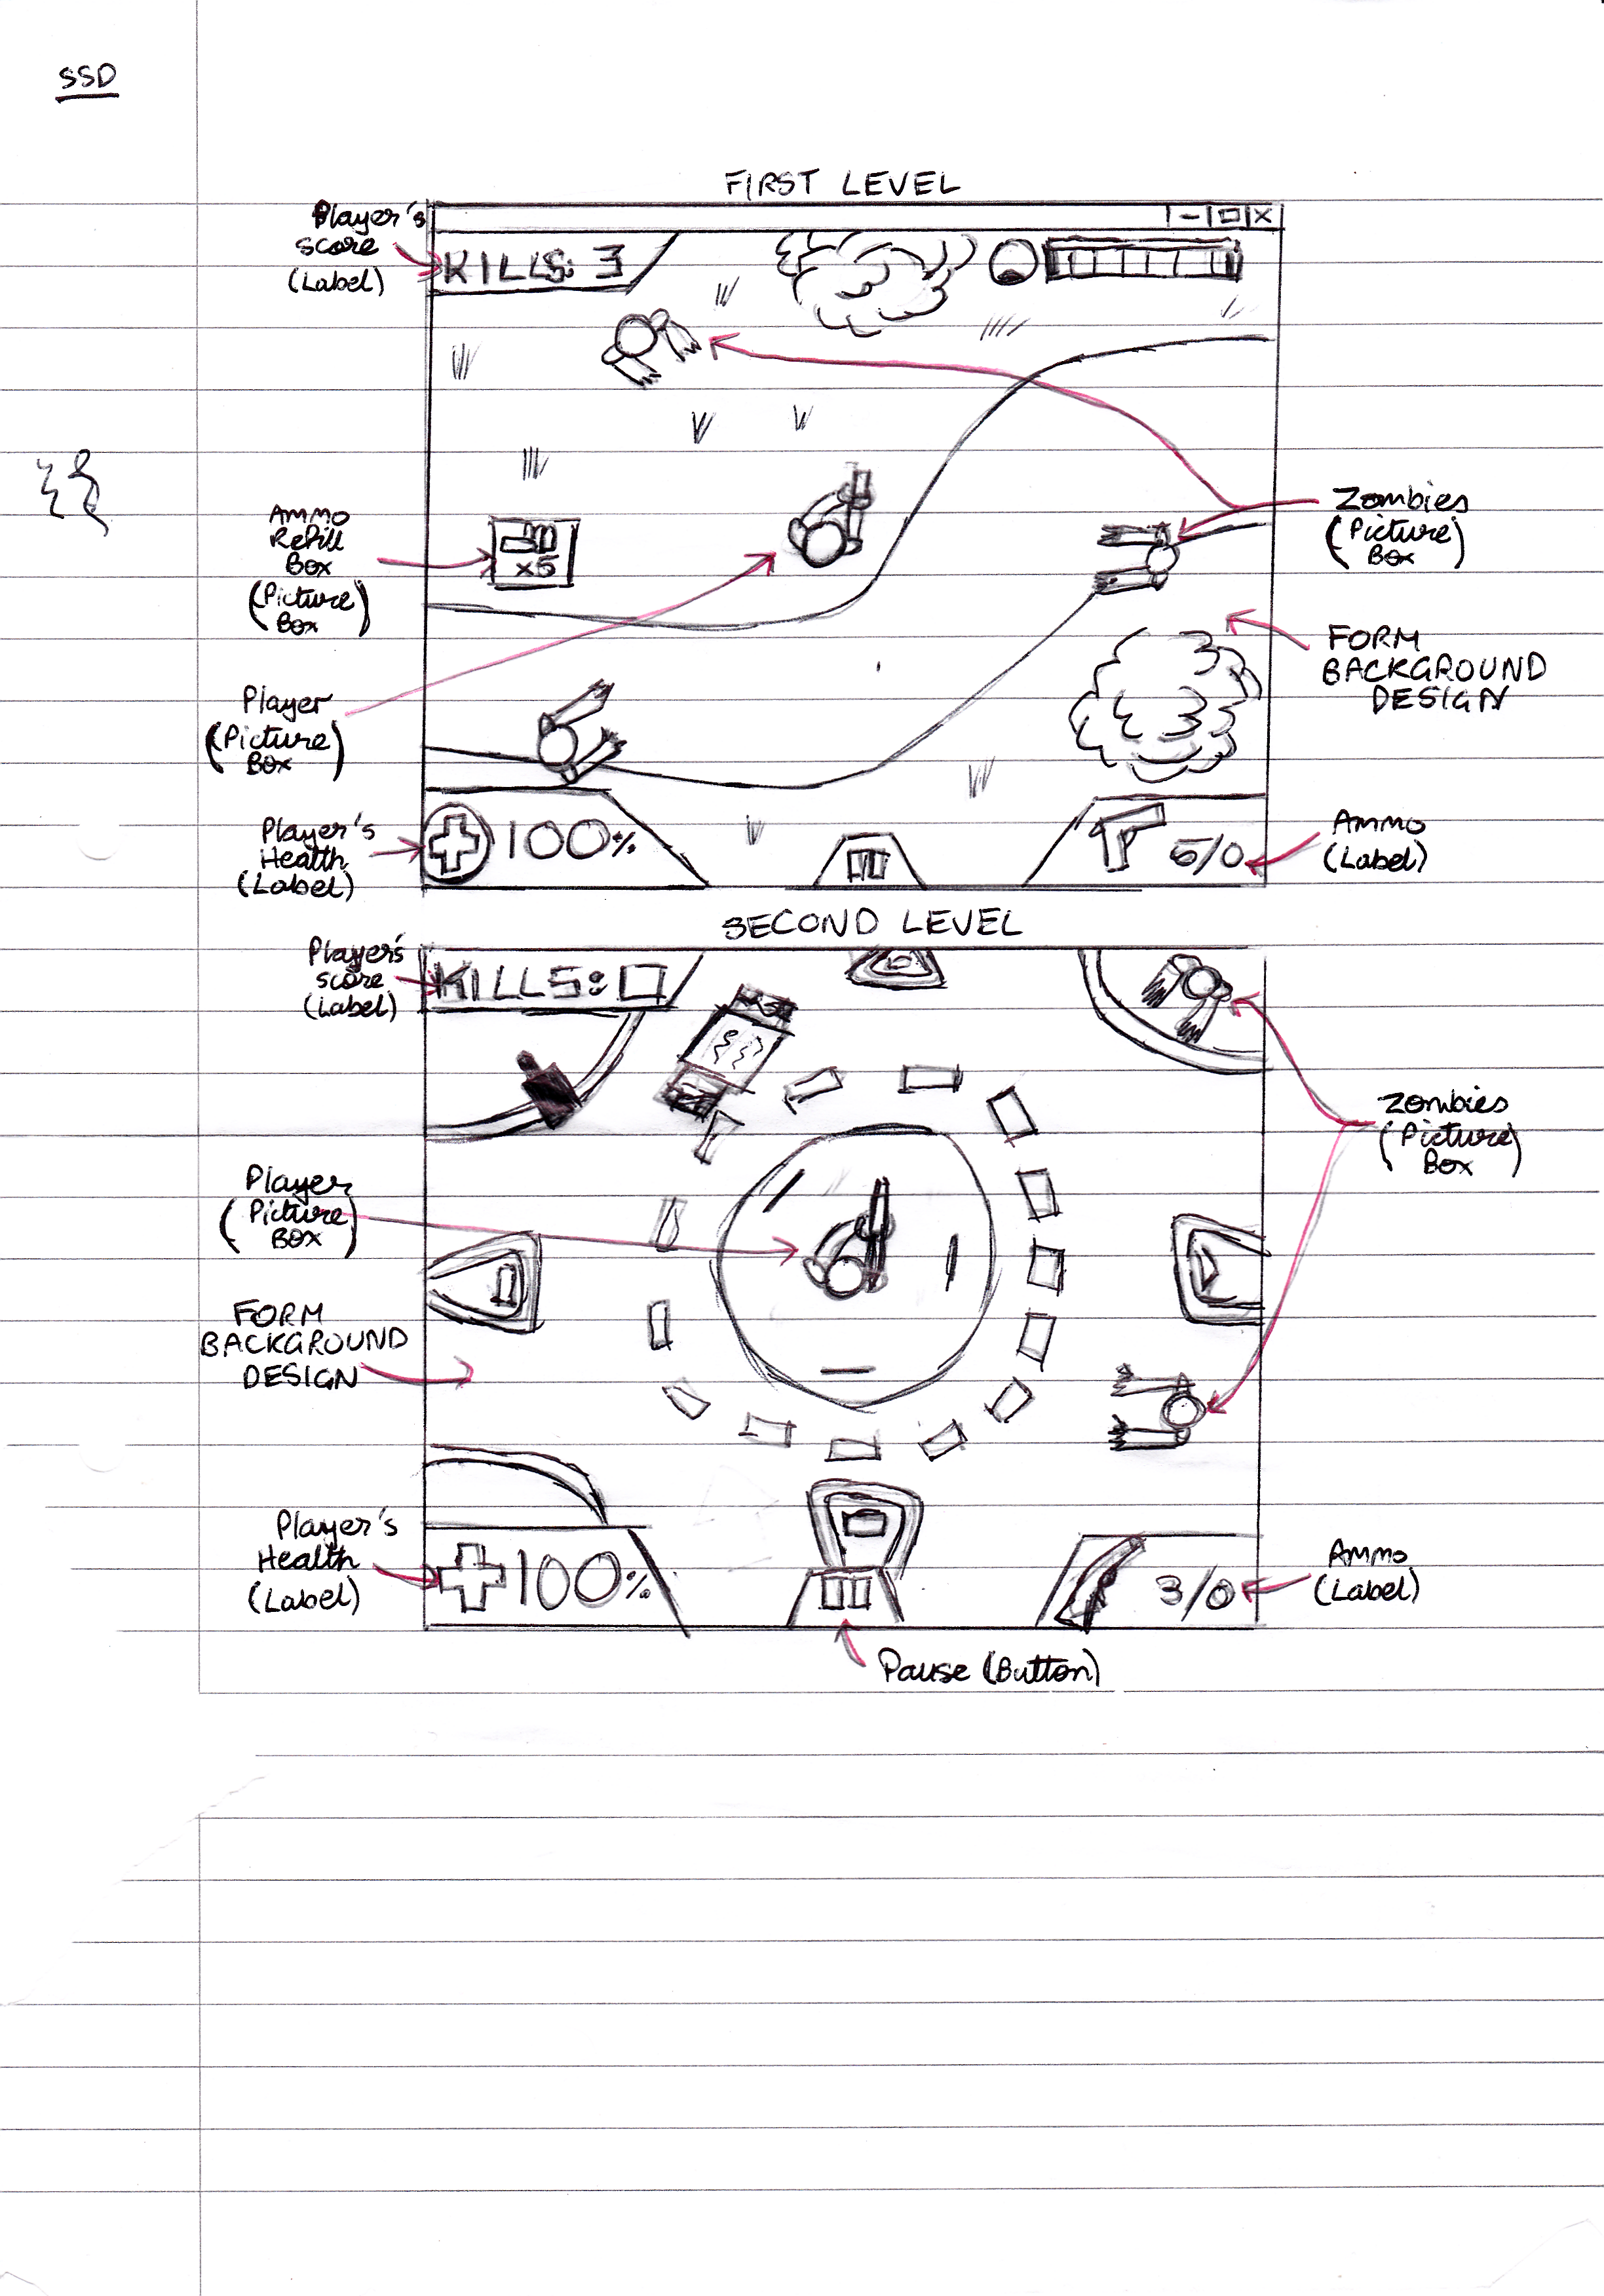 SSD
FIRST LEVEL
Player's
score
(Label)
KILLS: 3
Zombies
(Picture
Box)
AMMO
Refill
Box
(Picture
Box)
x5
FORM
BACKGROUND
DESIGN
Player
(Picture
Box)
Player's
Health
(Label)
100%
5/0
AMMO
(Label)
SECOND LEVEL
Player's
score
(Label)
KILLS: 0
Zombies
(Picture
Box)
Player
(Picture
Box)
FORM
BACKGROUND
DESIGN
Player's
Health
(Label)
100%
3/0
AMMO
(Label)
Pause (Button)